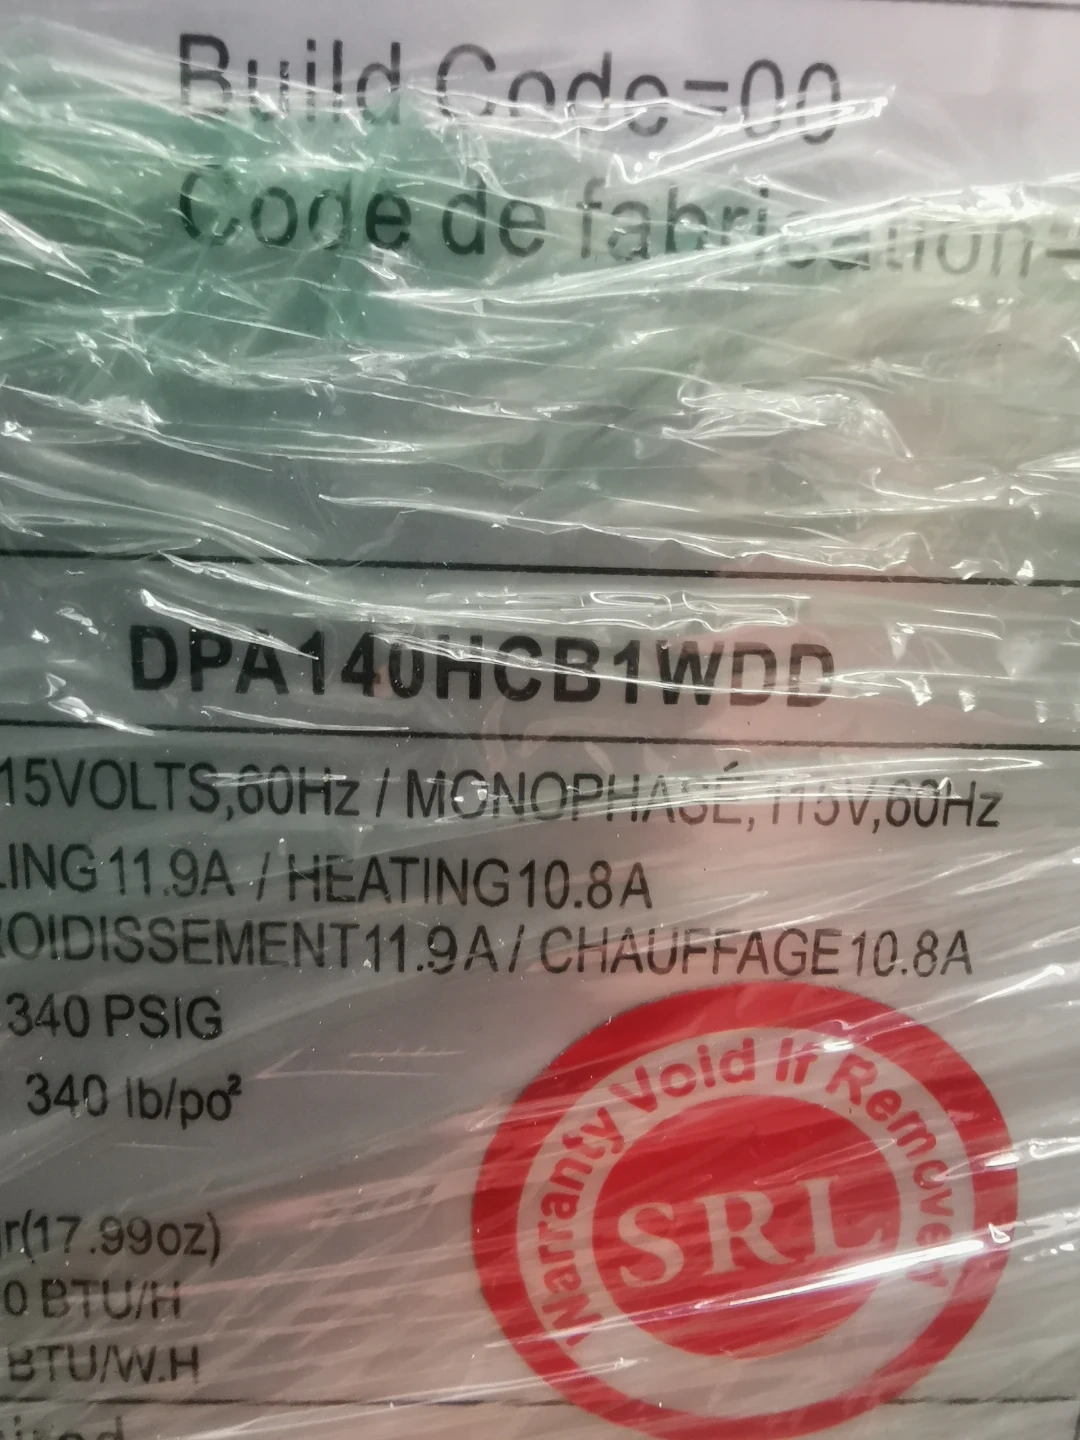 Build Code=00
Code de fabrication=
DPA140HCB1WDD
15VOLTS,60Hz / MONOPHASÉ, 115V,60Hz
LING 11.9A / HEATING 10.8A
ROIDISSEMENT 11.9A / CHAUFFAGE 10.8A
340 PSIG
340 lb/po²
r(17.99oz)
0 BTU/H
BTU/W.H
Warranty Void If Removed
SRL